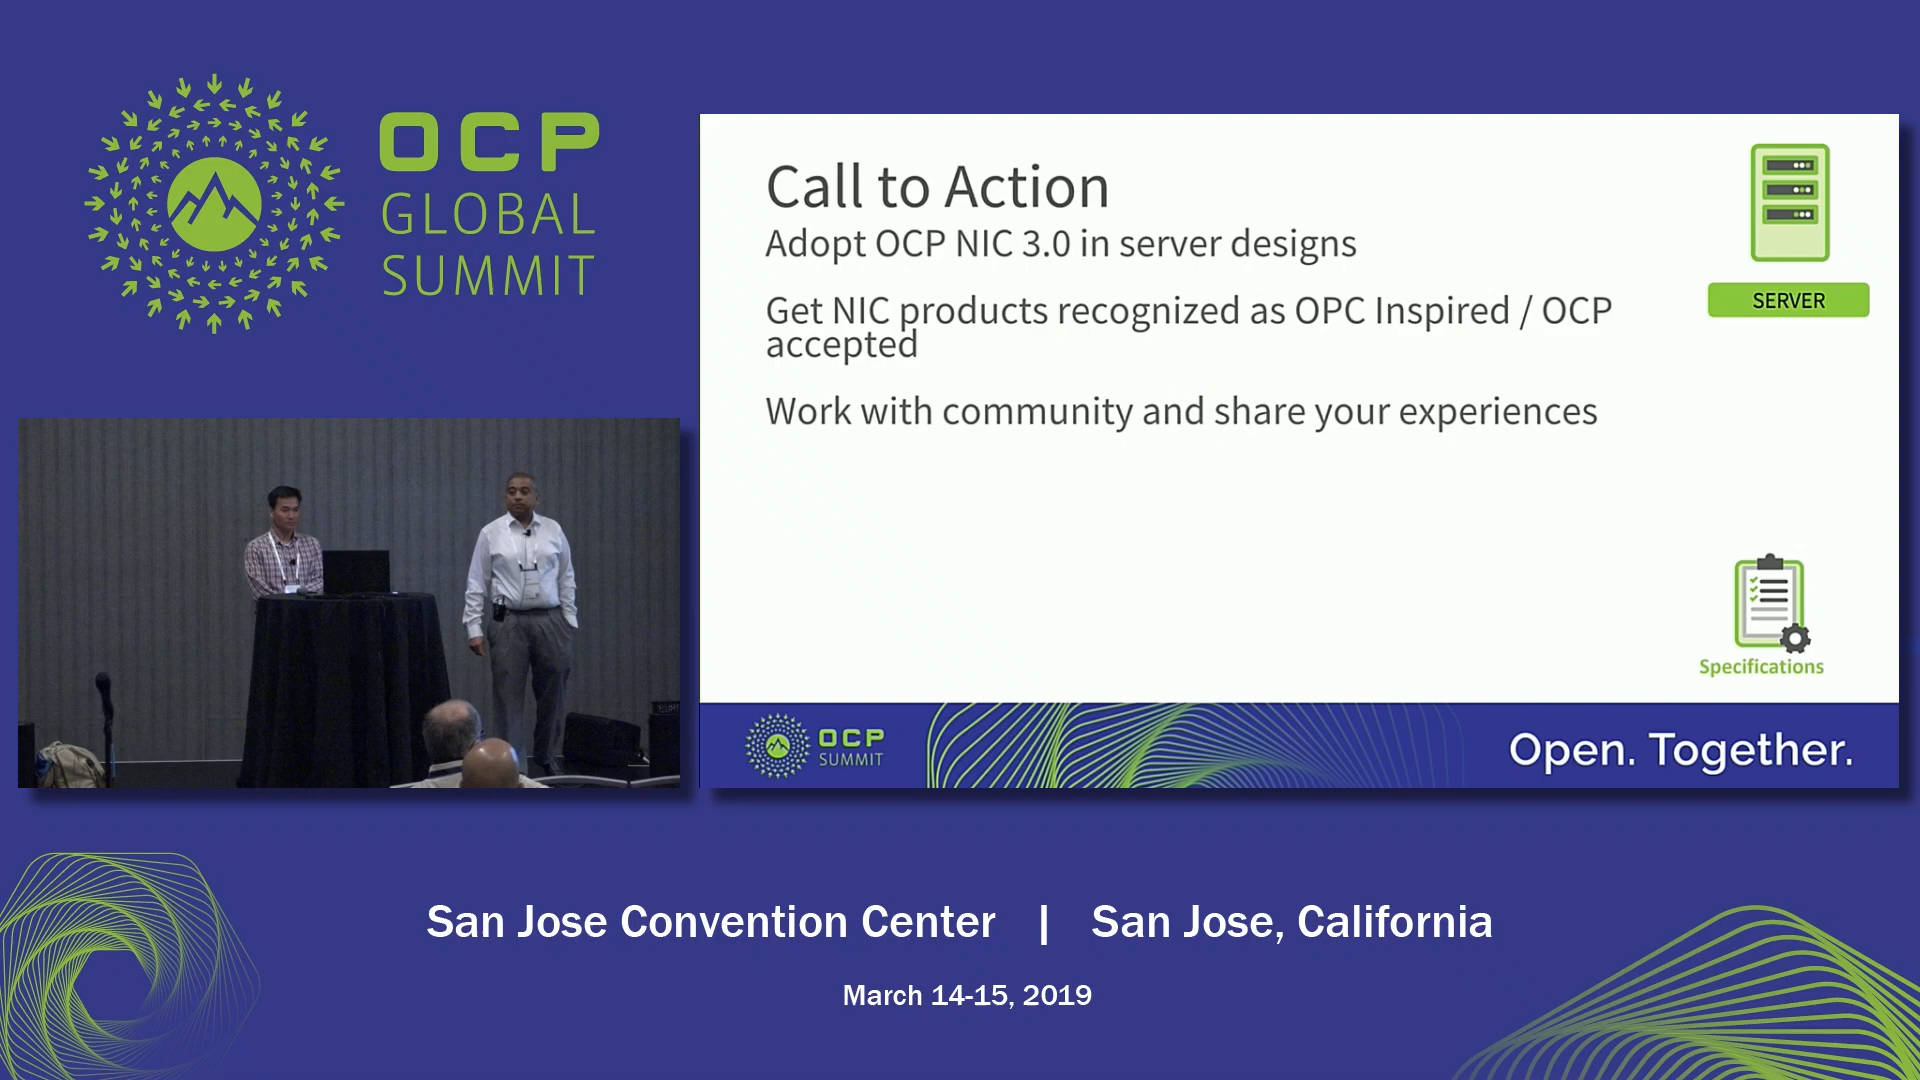 OCP
GLOBAL
SUMMIT
Call to Action
Adopt OCP NIC 3.0 in server designs
Get NIC products recognized as OPC Inspired / OCP
accepted
Work with community and share your experiences
SERVER
Specifications
OCP
SUMMIT
Open. Together.
San Jose Convention Center | San Jose, California
March 14-15, 2019